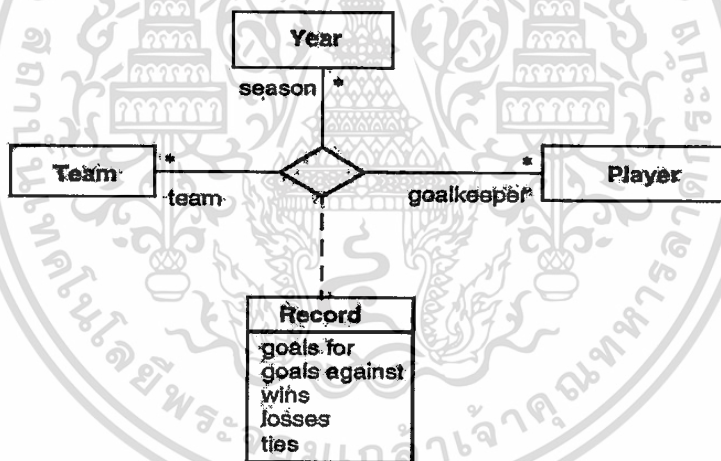 Year
season *
Team
*
team
*
goalkeeper
Player
Record
goals for
goals against
wins
losses
ties